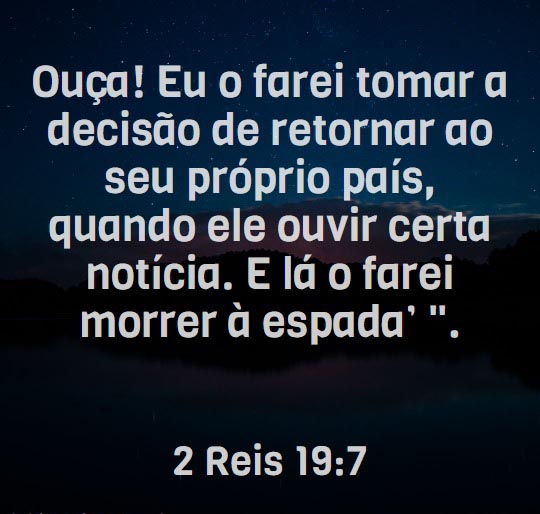 Ouça! Eu o farei tomar a
decisão de retornar ao
seu próprio país,
quando ele ouvir certa
notícia. E lá o farei
morrer à espada’ ".
2 Reis 19:7